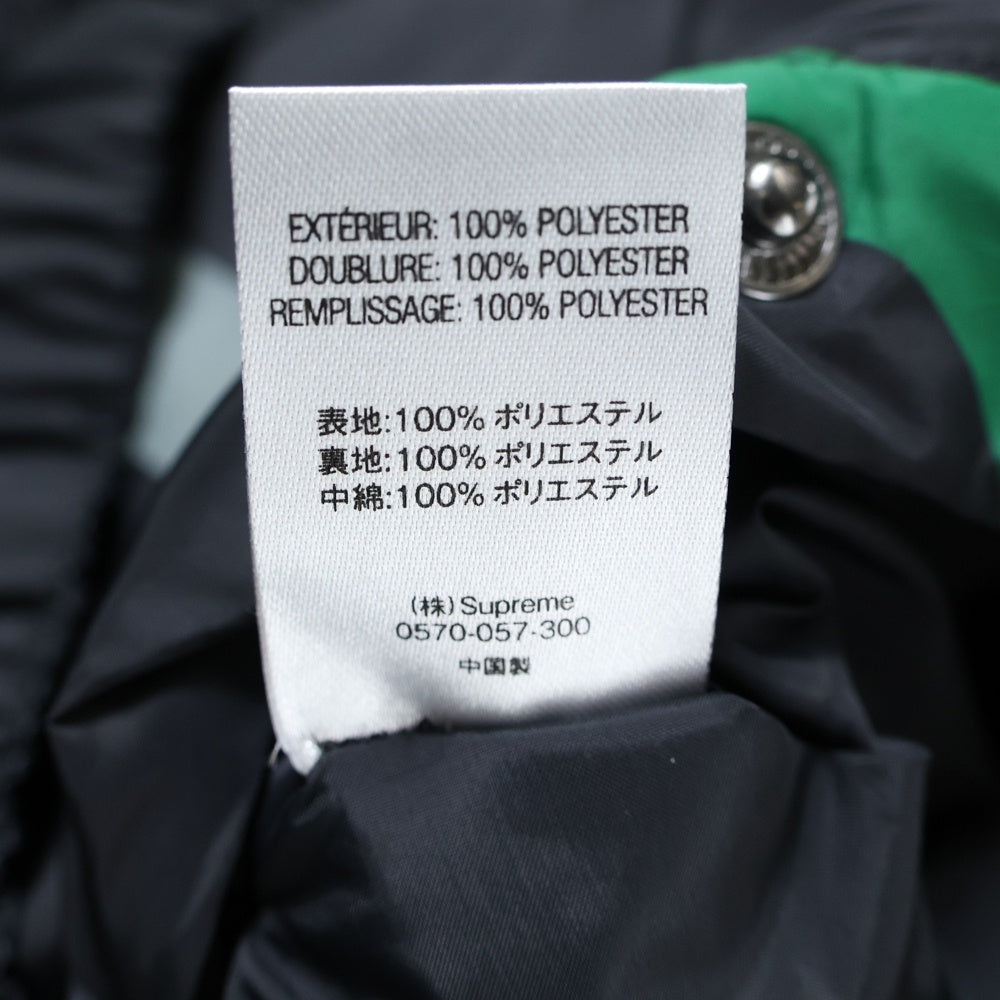 EXTÉRIEUR: 100% POLYESTER
DOUBLURE: 100% POLYESTER
REMPLISSAGE: 100% POLYESTER
表地:100% ポリエステル
裏地:100% ポリエステル
中綿:100% ポリエステル
(株)Supreme
0570-057-300
中国製